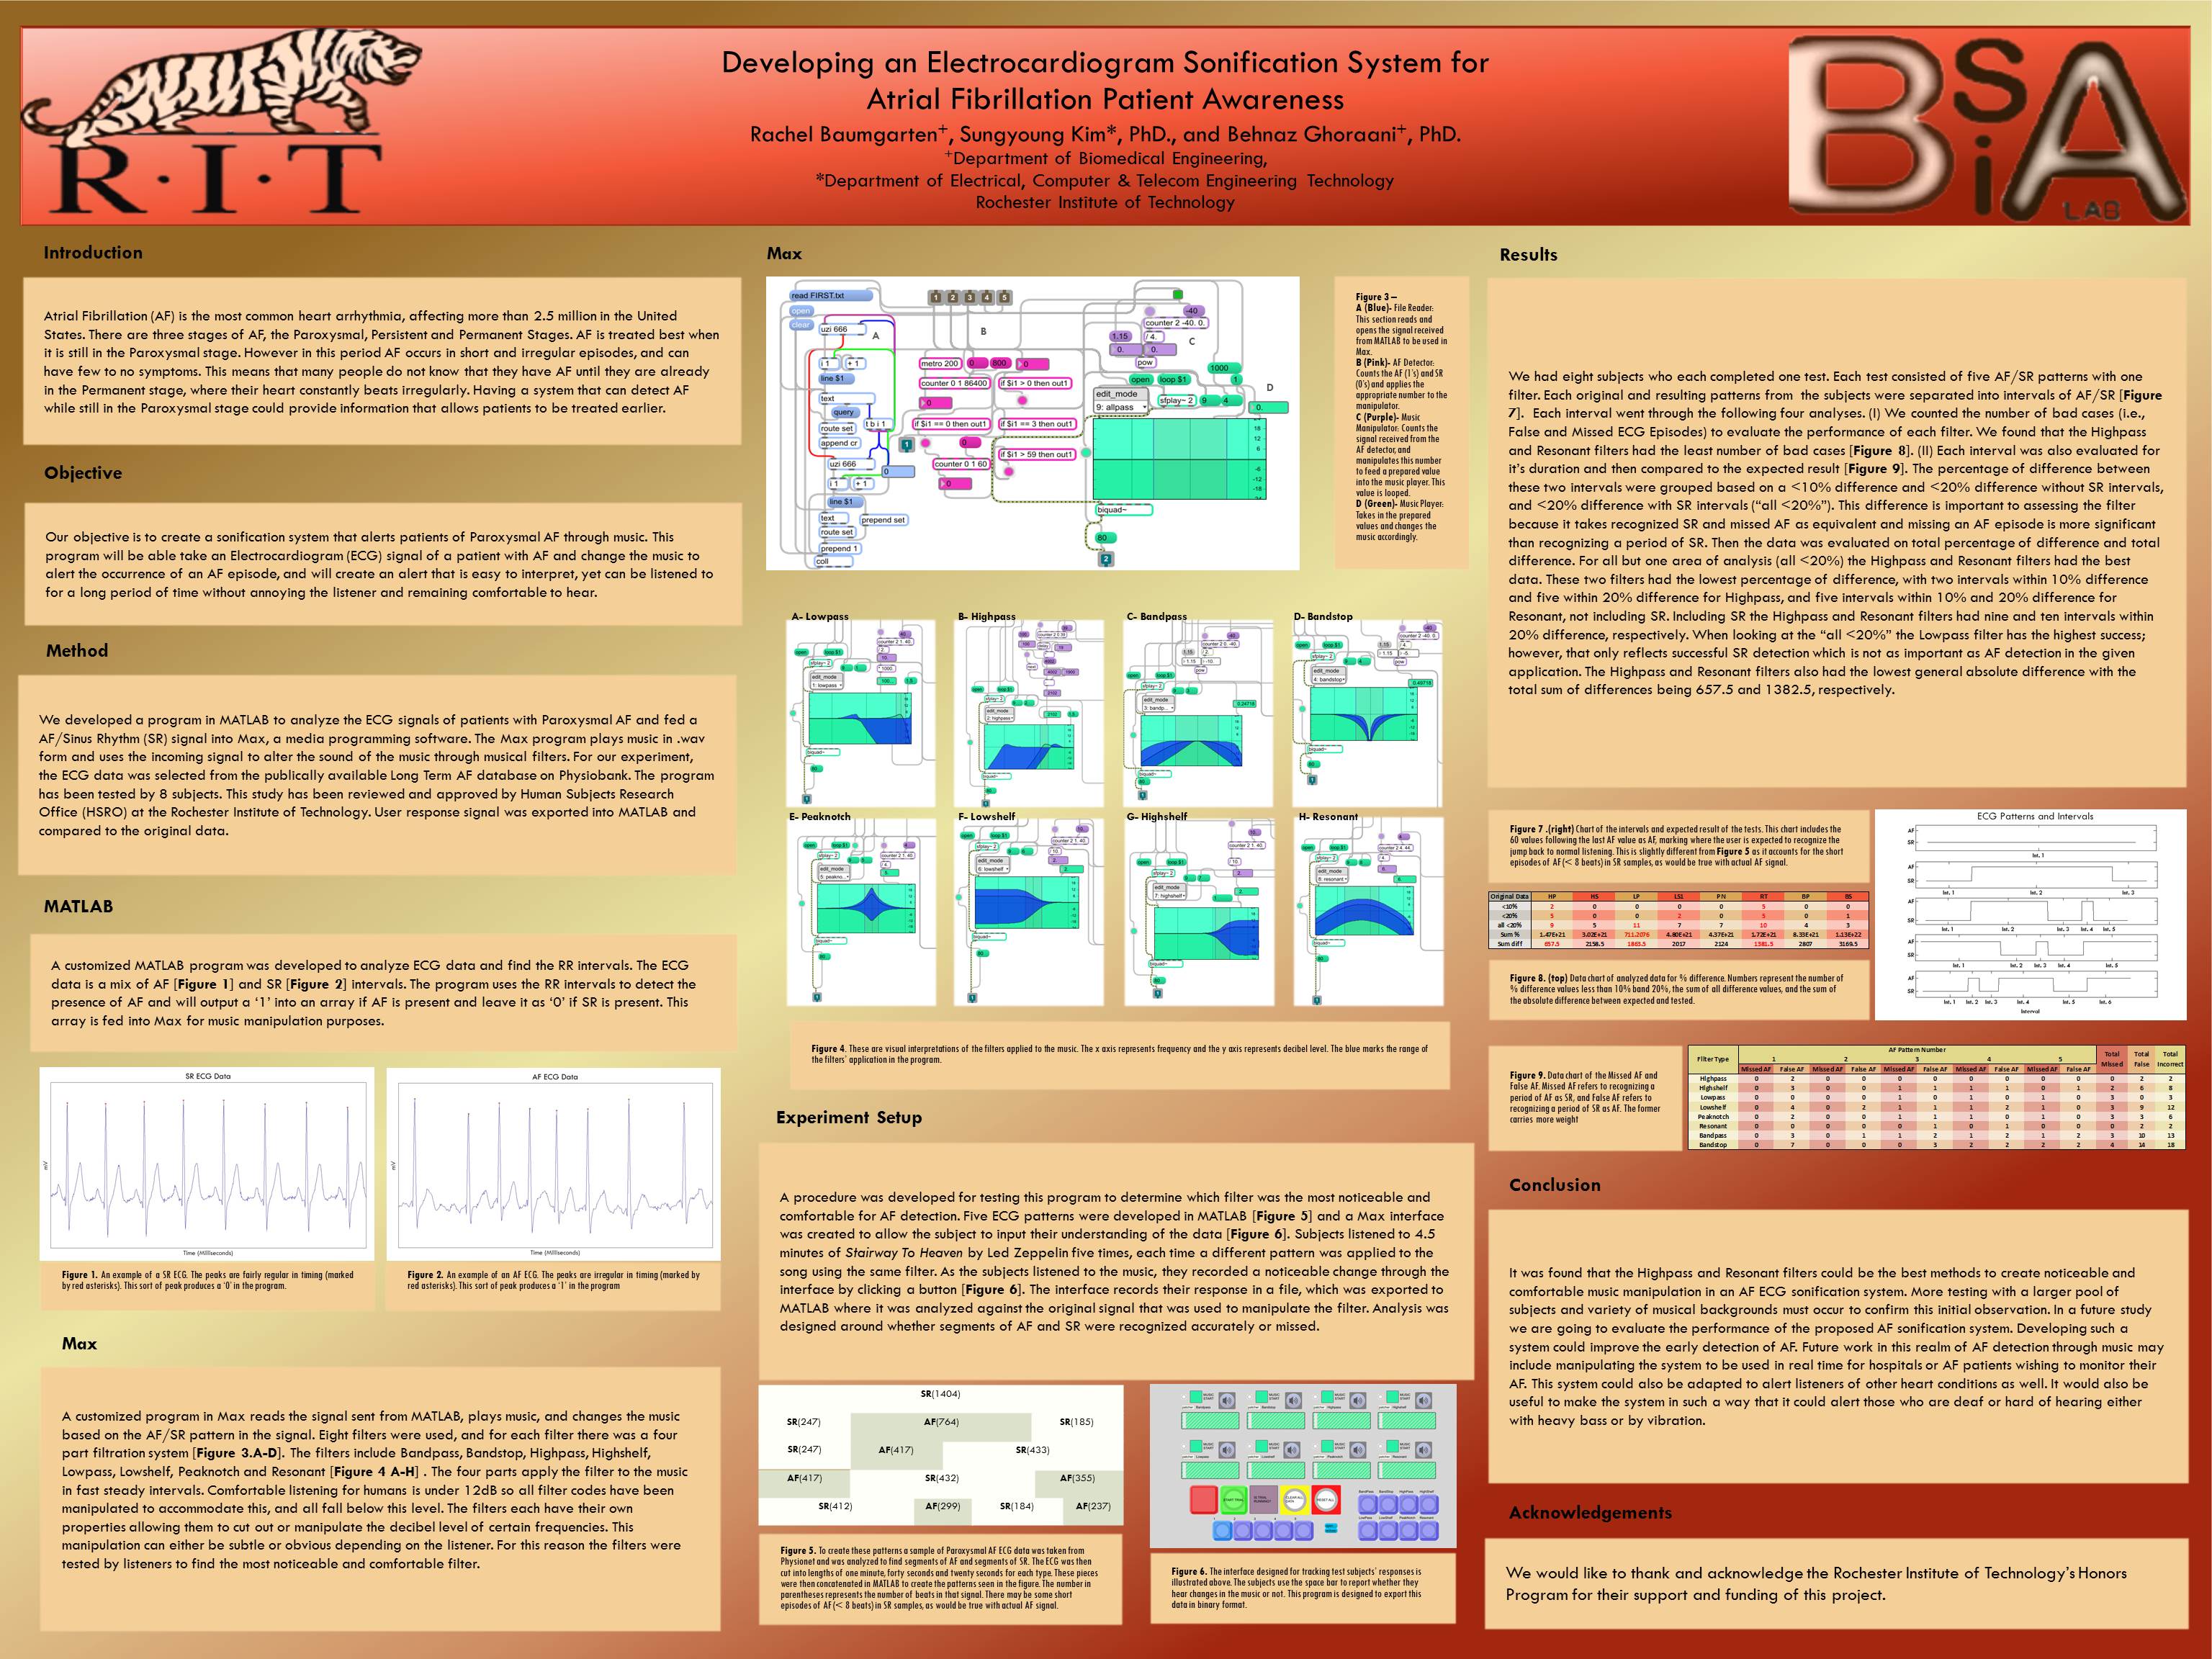 R·I·T
Developing an Electrocardiogram Sonification System for
Atrial Fibrillation Patient Awareness
Rachel Baumgarten+, Sungyoung Kim*, PhD., and Behnaz Ghoraani+, PhD.
+Department of Biomedical Engineering,
*Department of Electrical, Computer & Telecom Engineering Technology
Rochester Institute of Technology
BSiA LAB
Introduction
Atrial Fibrillation (AF) is the most common heart arrhythmia, affecting more than 2.5 million in the United
States. There are three stages of AF, the Paroxysmal, Persistent and Permanent Stages. AF is treated best when
it is still in the Paroxysmal stage. However in this period AF occurs in short and irregular episodes, and can
have few to no symptoms. This means that many people do not know that they have AF until they are already
in the Permanent stage, where their heart constantly beats irregularly. Having a system that can detect AF
while still in the Paroxysmal stage could provide information that allows patients to be treated earlier.
Objective
Our objective is to create a sonification system that alerts patients of Paroxysmal AF through music. This
program will be able take an Electrocardiogram (ECG) signal of a patient with AF and change the music to
alert the occurrence of an AF episode, and will create an alert that is easy to interpret, yet can be listened to
for a long period of time without annoying the listener and remaining comfortable to hear.
Method
We developed a program in MATLAB to analyze the ECG signals of patients with Paroxysmal AF and fed a
AF/Sinus Rhythm (SR) signal into Max, a media programming software. The Max program plays music in .wav
form and uses the incoming signal to alter the sound of the music through musical filters. For our experiment,
the ECG data was selected from the publically available Long Term AF database on Physiobank. The program
has been tested by 8 subjects. This study has been reviewed and approved by Human Subjects Research
Office (HSRO) at the Rochester Institute of Technology. User response signal was exported into MATLAB and
compared to the original data.
MATLAB
A customized MATLAB program was developed to analyze ECG data and find the RR intervals. The ECG
data is a mix of AF [Figure 1] and SR [Figure 2] intervals. The program uses the RR intervals to detect the
presence of AF and will output a ‘1’ into an array if AF is present and leave it as ‘0’ if SR is present. This
array is fed into Max for music manipulation purposes.
SR ECG Data
mV
Time (Milliseconds)
AF ECG Data
mV
Time (Milliseconds)
Figure 1. An example of a SR ECG. The peaks are fairly regular in timing (marked
by red asterisks). This sort of peak produces a ‘0’ in the program.
Figure 2. An example of an AF ECG. The peaks are irregular in timing (marked by
red asterisks). This sort of peak produces a ‘1’ in the program
Max
A customized program in Max reads the signal sent from MATLAB, plays music, and changes the music
based on the AF/SR pattern in the signal. Eight filters were used, and for each filter there was a four
part filtration system [Figure 3.A-D]. The filters include Bandpass, Bandstop, Highpass, Highshelf,
Lowpass, Lowshelf, Peaknotch and Resonant [Figure 4 A-H] . The four parts apply the filter to the music
in fast steady intervals. Comfortable listening for humans is under 12dB so all filter codes have been
manipulated to accommodate this, and all fall below this level. The filters each have their own
properties allowing them to cut out or manipulate the decibel level of certain frequencies. This
manipulation can either be subtle or obvious depending on the listener. For this reason the filters were
tested by listeners to find the most noticeable and comfortable filter.
Max
read FIRST.txt
open
clear
uzi 666
A
i 1
+ 1
line $1
text
query
route set
t b i 1
append cr
uzi 666
0
i 1
+ 1
line $1
text
prepend set
route set
prepend 1
coll
1 2 3 4 5
B
metro 200
0
800
0
counter 0 1 86400
if $i1 > 0 then out1
0
if $i1 == 0 then out1
if $i1 == 3 then out1
1
0
if $i1 > 59 then out1
counter 0 1 60
0
-40
counter 2 -40. 0.
1.15
/ 4.
C
0.
0.
pow
1000
open
loop $1
1
D
edit_mode
9: allpass
sfplay~ 2
9
4
0.
18
12
6
-6
-12
-18
biquad~
80
2
Figure 3 –
A (Blue)- File Reader:
This section reads and
opens the signal received
from MATLAB to be used in
Max.
B (Pink)- AF Detector:
Counts the AF (1's) and SR
(0's) and applies the
appropriate number to the
manipulator.
C (Purple)- Music
Manipulator: Counts the
signal received from the
AF detector, and
manipulates this number
to feed a prepared value
into the music player. This
value is looped.
D (Green)- Music Player:
Takes in the prepared
values and changes the
music accordingly.
A- Lowpass
B- Highpass
C- Bandpass
D- Bandstop
E- Peaknotch
F- Lowshelf
G- Highshelf
H- Resonant
Figure 4. These are visual interpretations of the filters applied to the music. The x axis represents frequency and the y axis represents decibel level. The blue marks the range of
the filters’ application in the program.
Experiment Setup
A procedure was developed for testing this program to determine which filter was the most noticeable and
comfortable for AF detection. Five ECG patterns were developed in MATLAB [Figure 5] and a Max interface
was created to allow the subject to input their understanding of the data [Figure 6]. Subjects listened to 4.5
minutes of Stairway To Heaven by Led Zeppelin five times, each time a different pattern was applied to the
song using the same filter. As the subjects listened to the music, they recorded a noticeable change through the
interface by clicking a button [Figure 6]. The interface records their response in a file, which was exported to
MATLAB where it was analyzed against the original signal that was used to manipulate the filter. Analysis was
designed around whether segments of AF and SR were recognized accurately or missed.
SR(1404)
SR(247) AF(764) SR(185)
SR(247) AF(417) SR(433)
AF(417) SR(432) AF(355)
SR(412) AF(299) SR(184) AF(237)
Figure 5. To create these patterns a sample of Paroxysmal AF ECG data was taken from
Physionet and was analyzed to find segments of AF and segments of SR. The ECG was then
cut into lengths of one minute, forty seconds and twenty seconds for each type. These pieces
were then concatenated in MATLAB to create the patterns seen in the figure. The number in
parentheses represents the number of beats in that signal. There may be some short
episodes of AF (< 8 beats) in SR samples, as would be true with actual AF signal.
Figure 6. The interface designed for tracking test subjects’ responses is
illustrated above. The subjects use the space bar to report whether they
hear changes in the music or not. This program is designed to export this
data in binary format.
Results
We had eight subjects who each completed one test. Each test consisted of five AF/SR patterns with one
filter. Each original and resulting patterns from the subjects were separated into intervals of AF/SR [Figure
7]. Each interval went through the following four analyses. (I) We counted the number of bad cases (i.e.,
False and Missed ECG Episodes) to evaluate the performance of each filter. We found that the Highpass
and Resonant filters had the least number of bad cases [Figure 8]. (II) Each interval was also evaluated for
it’s duration and then compared to the expected result [Figure 9]. The percentage of difference between
these two intervals were grouped based on a <10% difference and <20% difference without SR intervals,
and <20% difference with SR intervals (“all <20%”). This difference is important to assessing the filter
because it takes recognized SR and missed AF as equivalent and missing an AF episode is more significant
than recognizing a period of SR. Then the data was evaluated on total percentage of difference and total
difference. For all but one area of analysis (all <20%) the Highpass and Resonant filters had the best
data. These two filters had the lowest percentage of difference, with two intervals within 10% difference
and five within 20% difference for Highpass, and five intervals within 10% and 20% difference for
Resonant, not including SR. Including SR the Highpass and Resonant filters had nine and ten intervals within
20% difference, respectively. When looking at the “all <20%” the Lowpass filter has the highest success;
however, that only reflects successful SR detection which is not as important as AF detection in the given
application. The Highpass and Resonant filters also had the lowest general absolute difference with the
total sum of differences being 657.5 and 1382.5, respectively.
Figure 7 .(right) Chart of the intervals and expected result of the tests. This chart includes the
60 values following the last AF value as AF, marking where the user is expected to recognize the
jump back to normal listening. This is slightly different from Figure 5 as it accounts for the short
episodes of AF (< 8 beats) in SR samples, as would be true with actual AF signal.
ECG Patterns and Intervals
AF
SR
Int. 1
AF
SR
Int. 1 Int. 2 Int. 3
AF
SR
Int. 1 Int. 2 Int. 3 Int. 4 Int. 5
AF
SR
Int. 1 Int. 2 Int. 3 Int. 4 Int. 5
AF
SR
Int. 1 Int. 2 Int. 3 Int. 4 Int. 5 Int. 6
Interval
Original Data HP HS LP LS1 PN RT BP BS
<10% 2 0 0 0 0 5 0 0
<20% 5 0 0 2 0 5 0 1
all <20% 9 5 11 7 7 10 4 3
Sum % 1.47E+21 3.02E+21 711.2076 4.80E+21 4.37E+21 1.72E+21 8.33E+21 1.13E+22
Sum diff 657.5 2158.5 1863.5 2017 2124 1381.5 2807 3169.5
Figure 8. (top) Data chart of analyzed data for % difference. Numbers represent the number of
% difference values less than 10% band 20%, the sum of all difference values, and the sum of
the absolute difference between expected and tested.
Figure 9. Data chart of the Missed AF and
False AF. Missed AF refers to recognizing a
period of AF as SR, and False AF refers to
recognizing a period of SR as AF. The former
carries more weight
Filter Type AF Pattern Number Total Missed Total False Total Incorrect
1 2 3 4 5
Missed AF False AF Missed AF False AF Missed AF False AF Missed AF False AF Missed AF False AF
Highpass 0 2 0 0 0 0 0 0 0 0 0 2 2
Highshelf 0 3 0 0 1 1 1 1 0 1 2 6 8
Lowpass 0 0 0 0 1 0 1 0 1 0 3 0 3
Lowshelf 0 4 0 2 1 1 1 2 1 0 3 9 12
Peaknotch 0 2 0 0 1 1 1 0 1 0 3 3 6
Resonant 0 0 0 0 0 1 0 1 0 0 0 2 2
Bandpass 0 3 0 1 1 2 1 2 1 2 3 10 13
Bandstop 0 7 0 0 0 3 2 2 2 2 4 14 18
Conclusion
It was found that the Highpass and Resonant filters could be the best methods to create noticeable and
comfortable music manipulation in an AF ECG sonification system. More testing with a larger pool of
subjects and variety of musical backgrounds must occur to confirm this initial observation. In a future study
we are going to evaluate the performance of the proposed AF sonification system. Developing such a
system could improve the early detection of AF. Future work in this realm of AF detection through music may
include manipulating the system to be used in real time for hospitals or AF patients wishing to monitor their
AF. This system could also be adapted to alert listeners of other heart conditions as well. It would also be
useful to make the system in such a way that it could alert those who are deaf or hard of hearing either
with heavy bass or by vibration.
Acknowledgements
We would like to thank and acknowledge the Rochester Institute of Technology’s Honors
Program for their support and funding of this project.